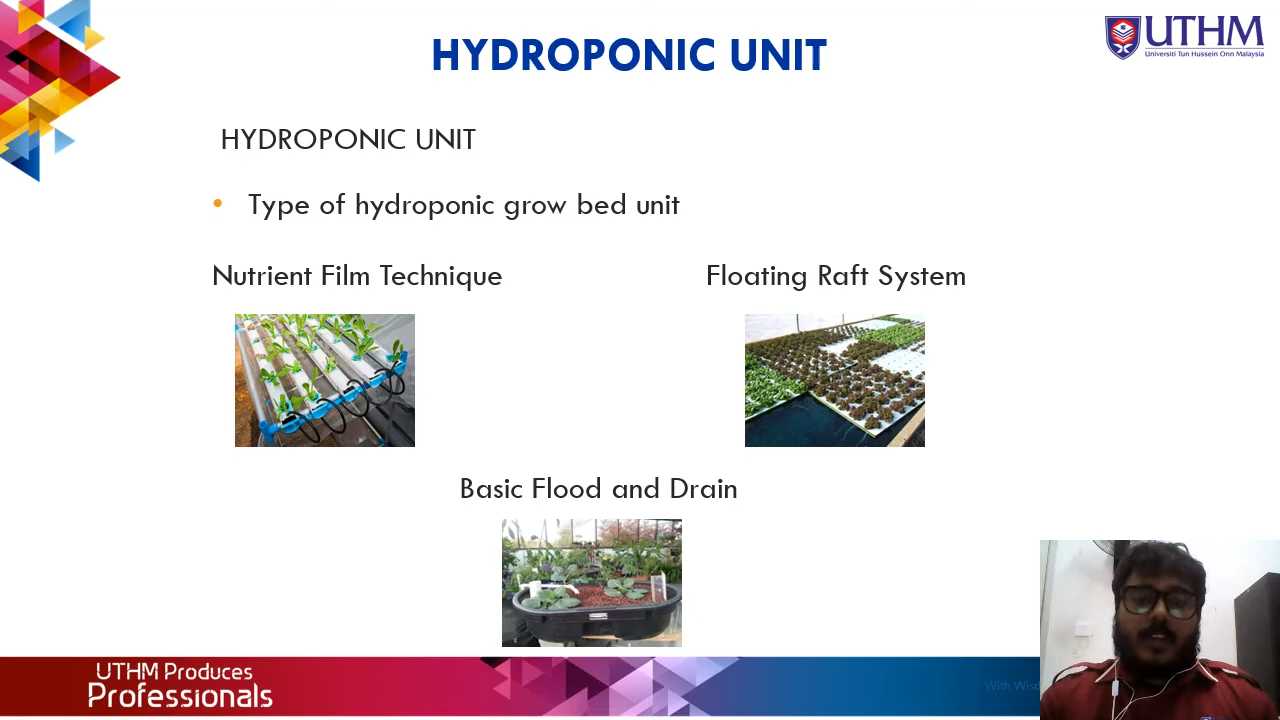 HYDROPONIC UNIT
UTHM
Universiti Tun Hussein Onn Malaysia
HYDROPONIC UNIT
• Type of hydroponic grow bed unit
Nutrient Film Technique
Floating Raft System
Basic Flood and Drain
UTHM Produces
Professionals
With